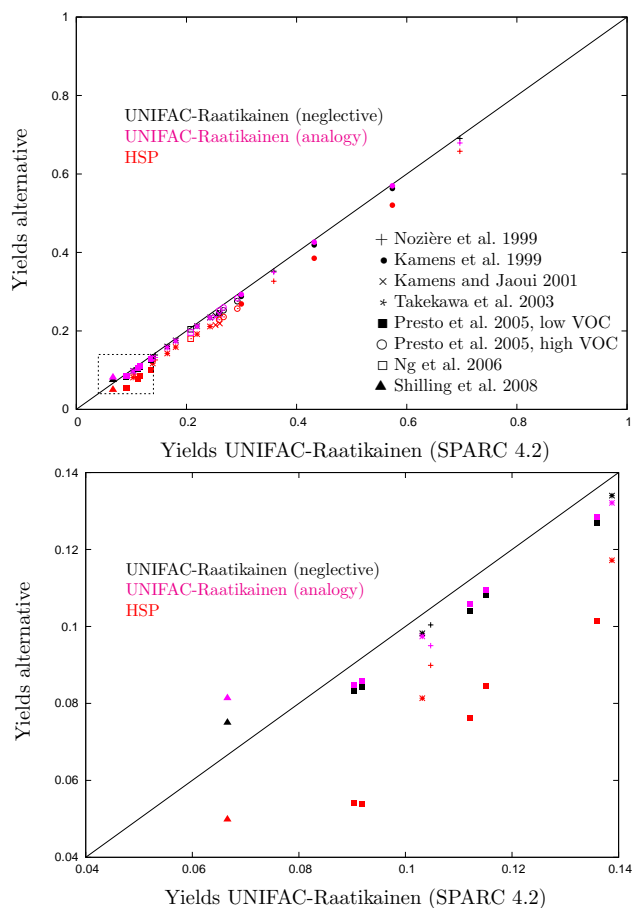 1
0.8
0.6
0.4
0.2
0
0
0.2
0.4
0.6
0.8
1
Yields alternative
Yields UNIFAC-Raatikainen (SPARC 4.2)
UNIFAC-Raatikainen (neglective)
UNIFAC-Raatikainen (analogy)
HSP
Nozière et al. 1999
Kamens et al. 1999
Kamens and Jaoui 2001
Takekawa et al. 2003
Presto et al. 2005, low VOC
Presto et al. 2005, high VOC
Ng et al. 2006
Shilling et al. 2008
0.14
0.12
0.1
0.08
0.06
0.04
0.04
0.06
0.08
0.1
0.12
0.14
Yields alternative
Yields UNIFAC-Raatikainen (SPARC 4.2)
UNIFAC-Raatikainen (neglective)
UNIFAC-Raatikainen (analogy)
HSP